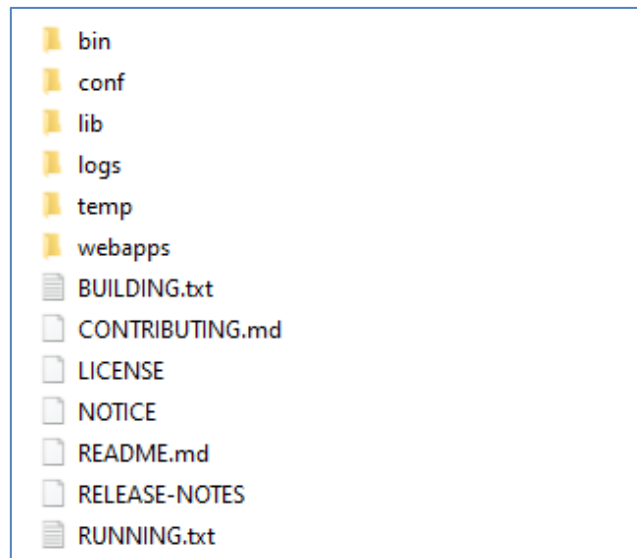 bin
conf
lib
logs
temp
webapps
BUILDING.txt
CONTRIBUTING.md
LICENSE
NOTICE
README.md
RELEASE-NOTES
RUNNING.txt